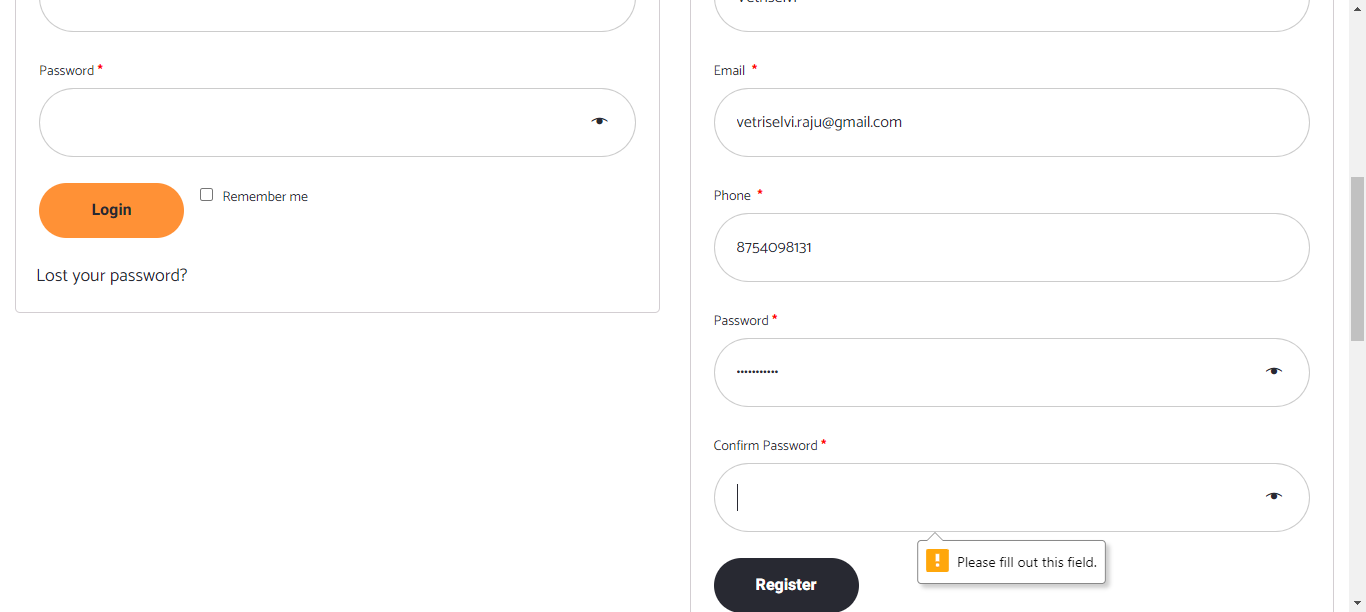 Password *
Login
Remember me
Lost your password?
Vetriselvi
Email *
vetriselvi.raju@gmail.com
Phone *
8754098131
Password *
•••••••••••
Confirm Password *
Please fill out this field.
Register